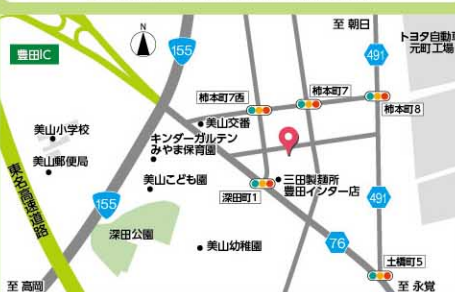 至 朝日
トヨタ自動車
元町工場
豊田IC
155
491
柿本町7西
柿本町7
柿本町8
美山小学校
美山交番
キンダーガルテン
みやま保育園
美山郵便局
三田製麺所
豊田インター店
美山こども園
深田町1
155
491
東名高速道路
深田公園
美山幼稚園
76
土橋町5
至 高岡
至 永覚